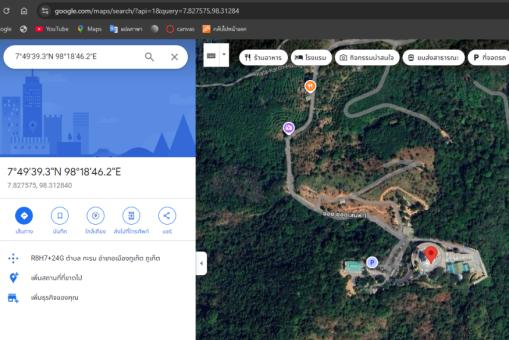 google.com/maps/search/?api=1&query=7.827575,98.31284
ogle
YouTube
Maps
แปลภาษา
canvas
7°49'39.3"N 98°18'46.2"E
ร้านอาหาร
โรงแรม
กิจกรรมน่าสนใจ
ขนส่งสาธารณะ
ที่จอดรถ
7°49'39.3"N 98°18'46.2"E
7.827575, 98.312840
เส้นทาง
บันทึก
ใกล้เคียง
ส่งไปที่โทรศัพท์
แชร์
R8H7+24G ตำบล กะรน อำเภอเมืองภูเก็ต ภูเก็ต
เพิ่มสถานที่ที่ขาดไป
เพิ่มธุรกิจของคุณ
P